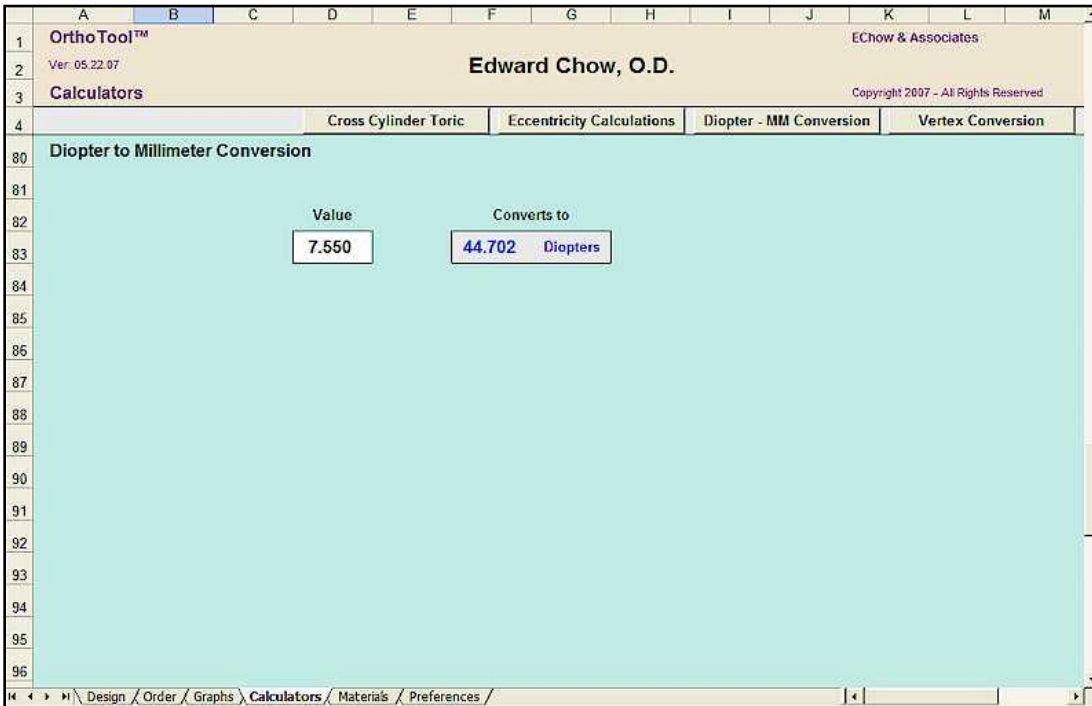 A B C D E F G H I J K L M
1 OrthoTool™ EChow & Associates
2 Ver. 05.22.07 Edward Chow, O.D.
3 Calculators Copyright 2007 - All Rights Reserved
4 Cross Cylinder Toric Eccentricity Calculations Diopter - MM Conversion Vertex Conversion
80 Diopter to Millimeter Conversion
81
82 Value Converts to
83 7.550 44.702 Diopters
84
85
86
87
88
89
90
91
92
93
94
95
96
Design Order Graphs Calculators Materials Preferences